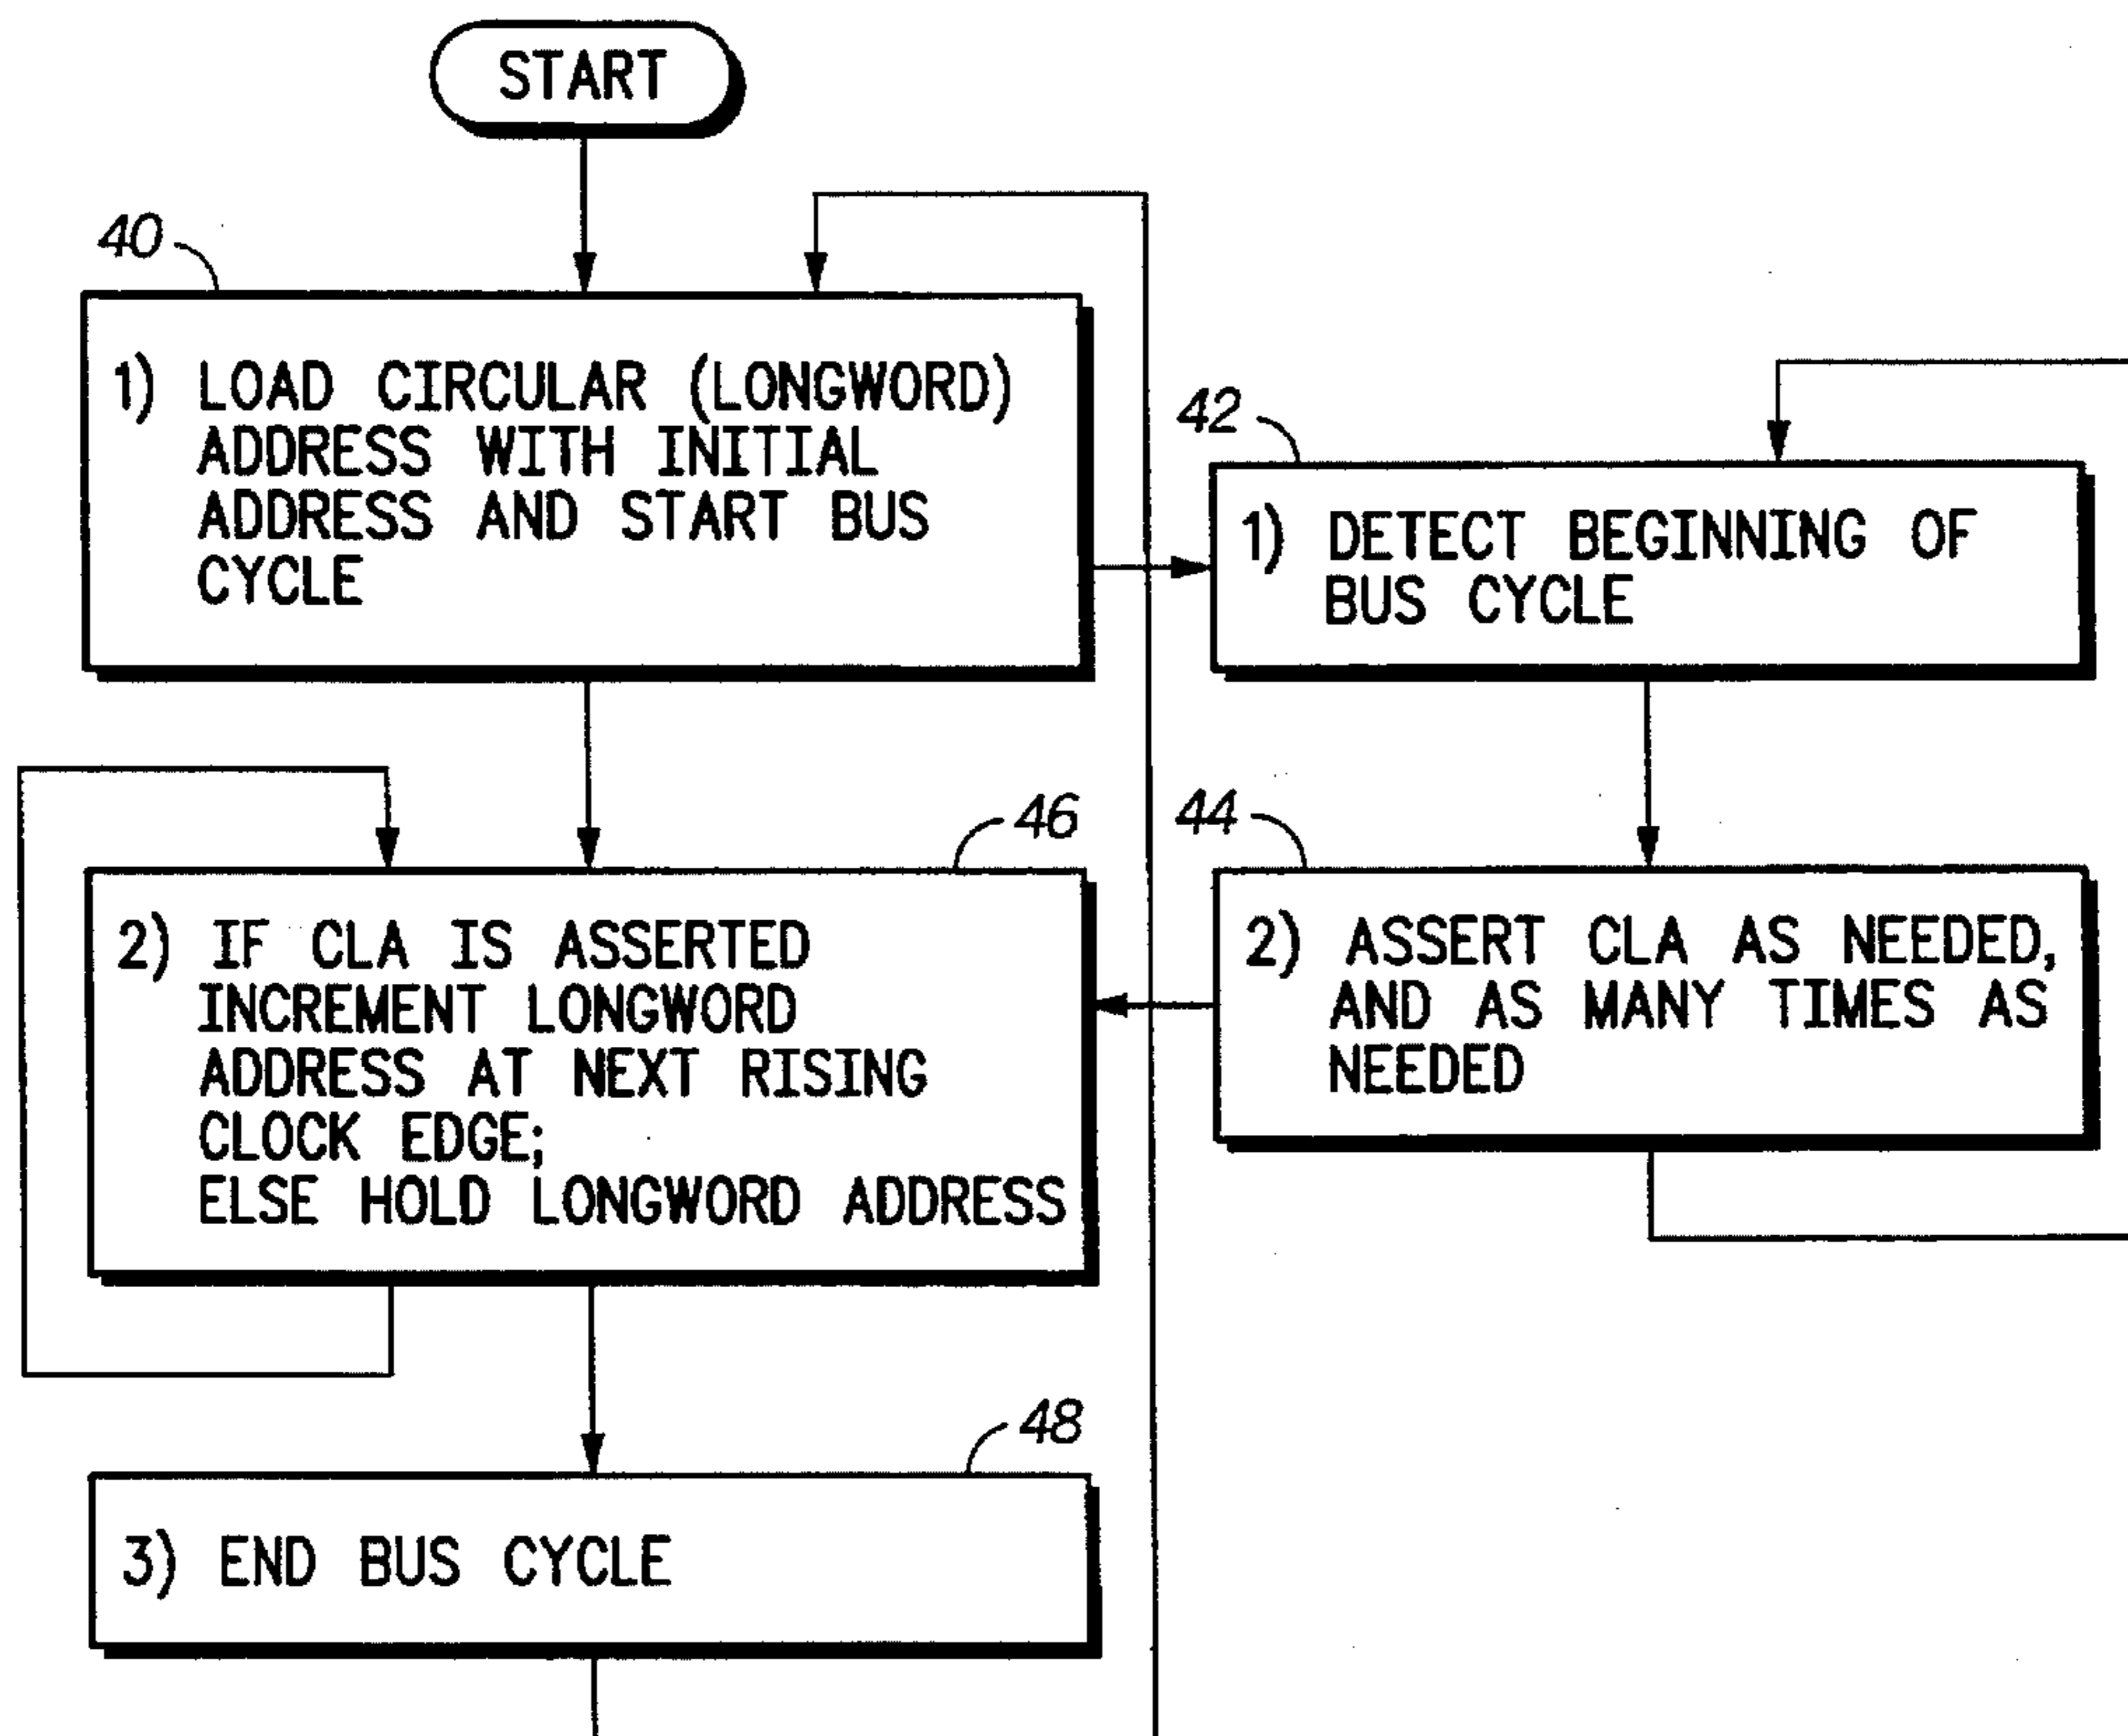 START
40
1) LOAD CIRCULAR (LONGWORD)
ADDRESS WITH INITIAL
ADDRESS AND START BUS
CYCLE
42
1) DETECT BEGINNING OF
BUS CYCLE
46
2) IF CLA IS ASSERTED
INCREMENT LONGWORD
ADDRESS AT NEXT RISING
CLOCK EDGE;
ELSE HOLD LONGWORD ADDRESS
44
2) ASSERT CLA AS NEEDED,
AND AS MANY TIMES AS
NEEDED
48
3) END BUS CYCLE